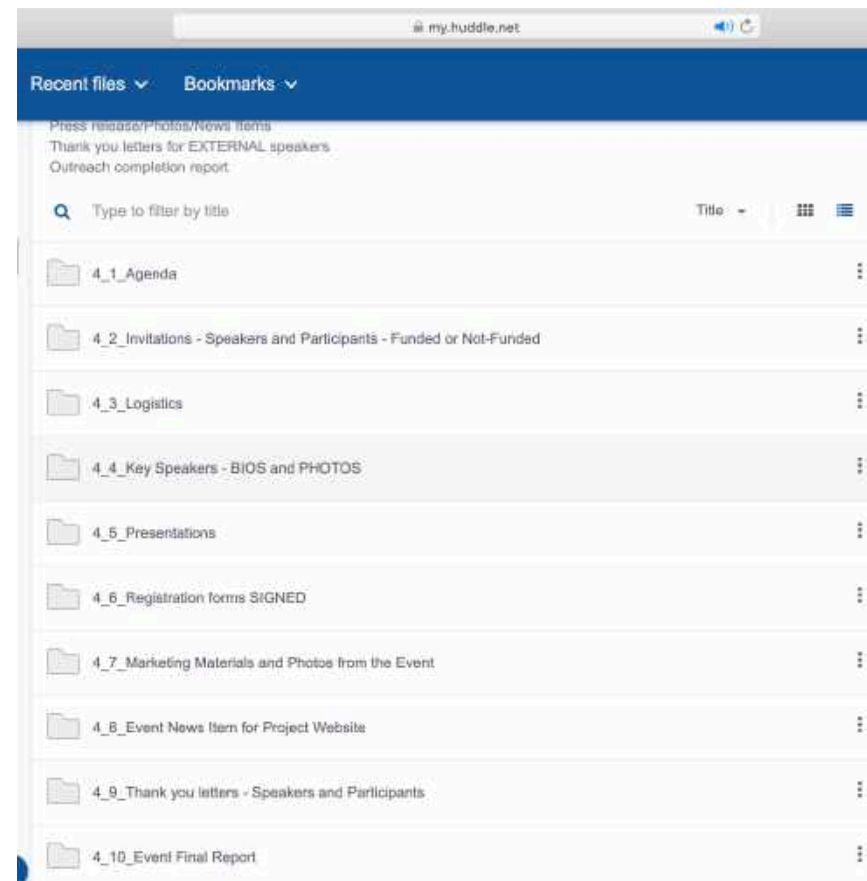 my.huddle.net
Recent files
Bookmarks
Press release/Photos/News Items
Thank you letters for EXTERNAL speakers
Outreach completion report
Type to filter by title
Title
4_1_Agenda
4_2_Invitations - Speakers and Participants - Funded or Not-Funded
4_3_Logistics
4_4_Key Speakers - BIOS and PHOTOS
4_5_Presentations
4_6_Registration forms SIGNED
4_7_Marketing Materials and Photos from the Event
4_8_Event News Item for Project Website
4_9_Thank you letters - Speakers and Participants
4_10_Event Final Report